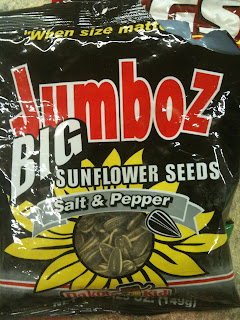 "When size matt
Jumboz
BIG
SUNFLOWER SEEDS
Salt & Pepper
(149g)